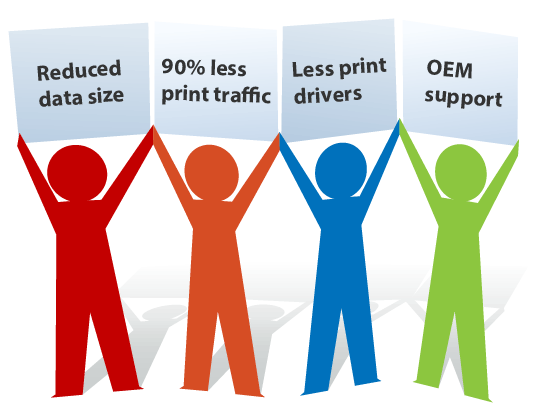 Reduced
data size
90% less
print traffic
Less print
drivers
OEM
support